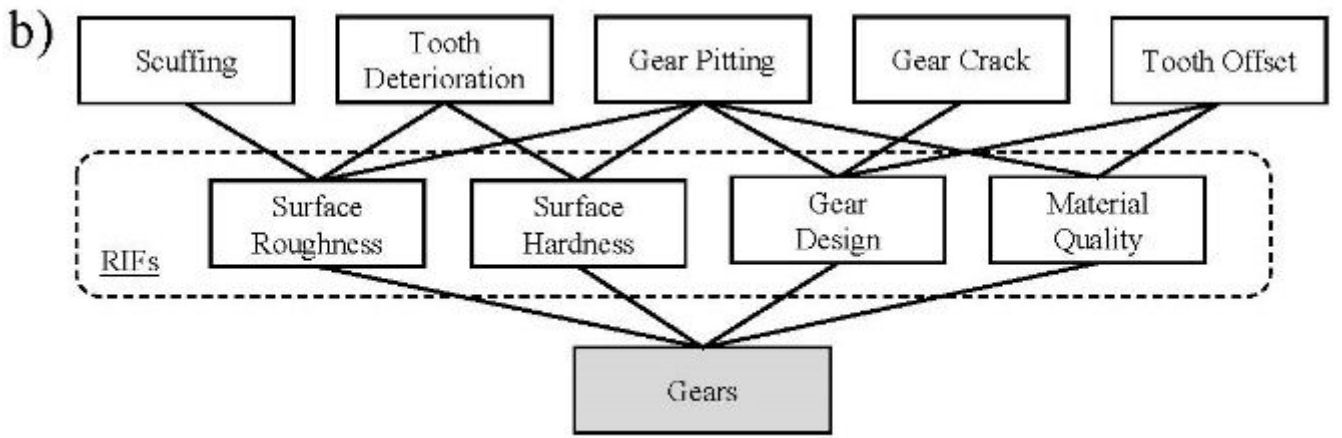 b)
Scuffing
Tooth
Deterioration
Gear Pitting
Gear Crack
Tooth Offset
Surface
Roughness
Surface
Hardness
Gear
Design
Material
Quality
RIFs
Gears